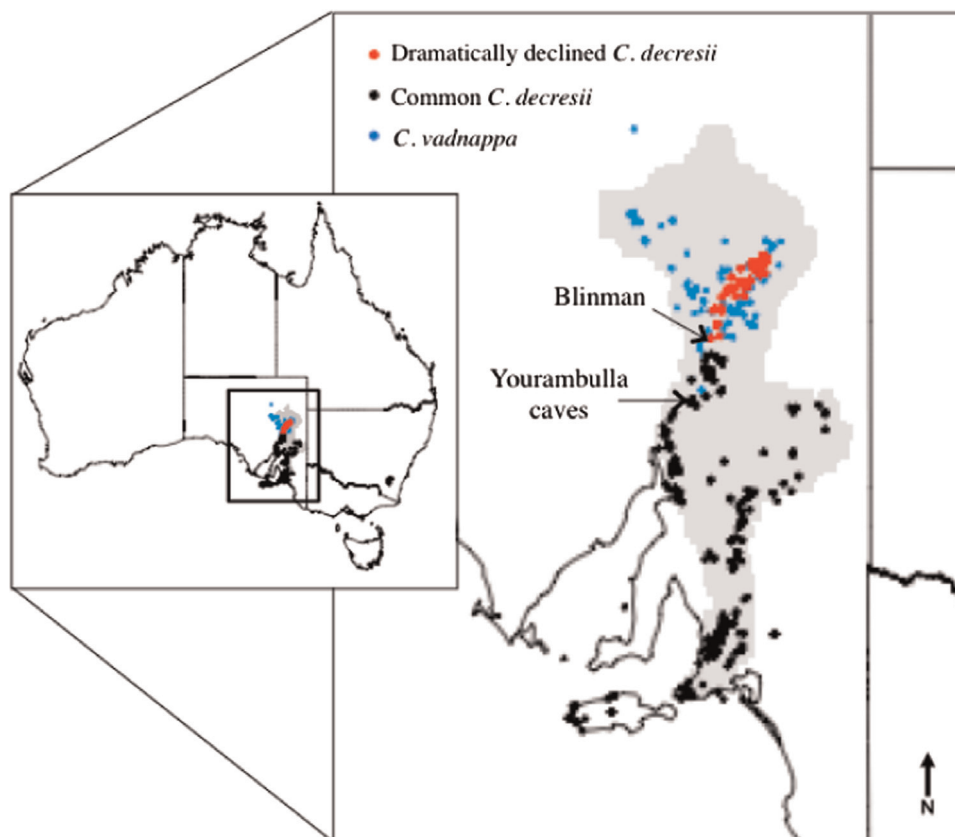 Dramatically declined C. decresii
Common C. decresii
C. vadnappa
Blinman
Yourambulla
caves
N